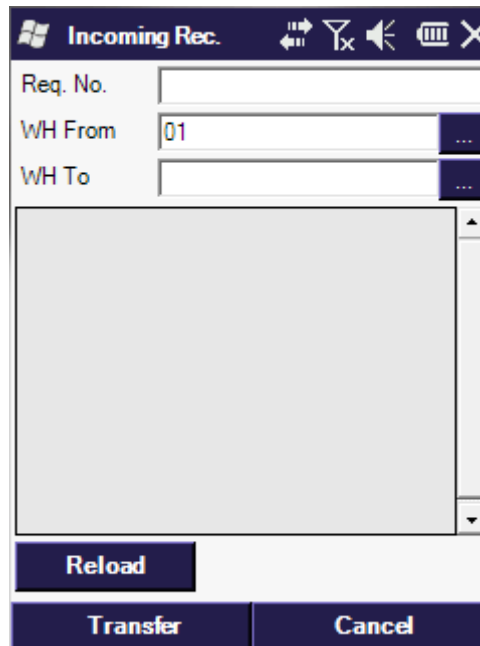 Incoming Rec.
Req. No.
WH From 01 ...
WH To ...
Reload
Transfer Cancel